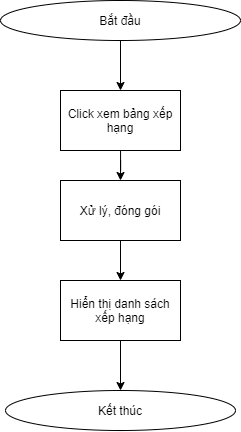 Bắt đầu
Click xem bảng xếp
hạng
Xử lý, đóng gói
Hiển thị danh sách
xếp hạng
Kết thúc